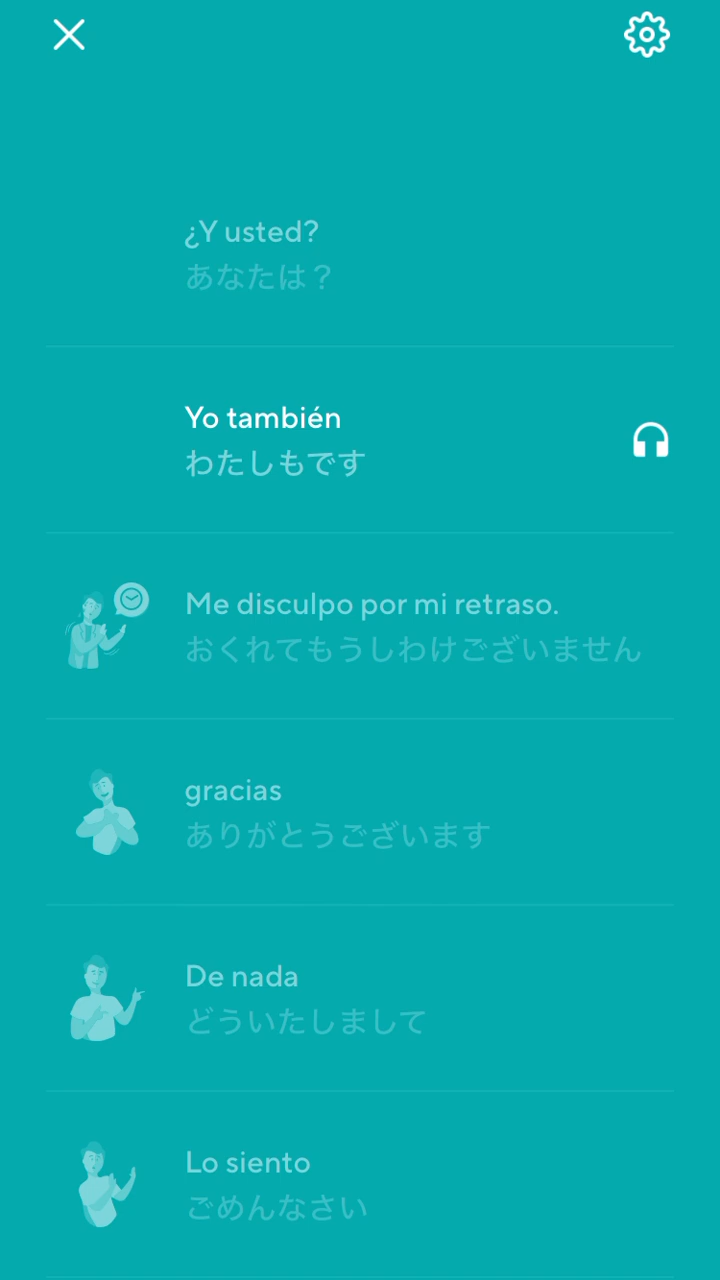 ¿Y usted?
あなたは？
Yo también
わたしもです
Me disculpo por mi retraso.
おくれてもうしわけございません
gracias
ありがとうございます
De nada
どういたしまして
Lo siento
ごめんなさい